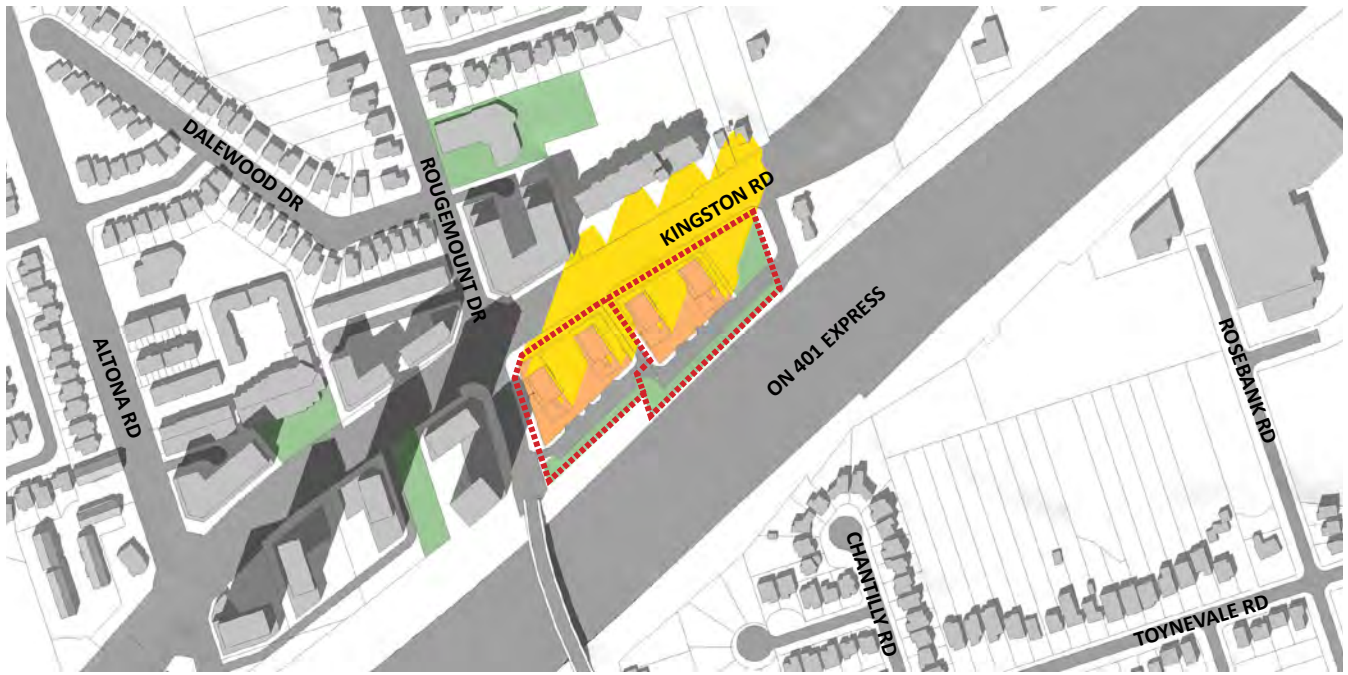 DALEWOOD DR
ROUGEMOUNT DR
KINGSTON RD
ALTONA RD
ON 401 EXPRESS
ROSEBANK RD
CHANTILLY RD
TOYNEVALE RD